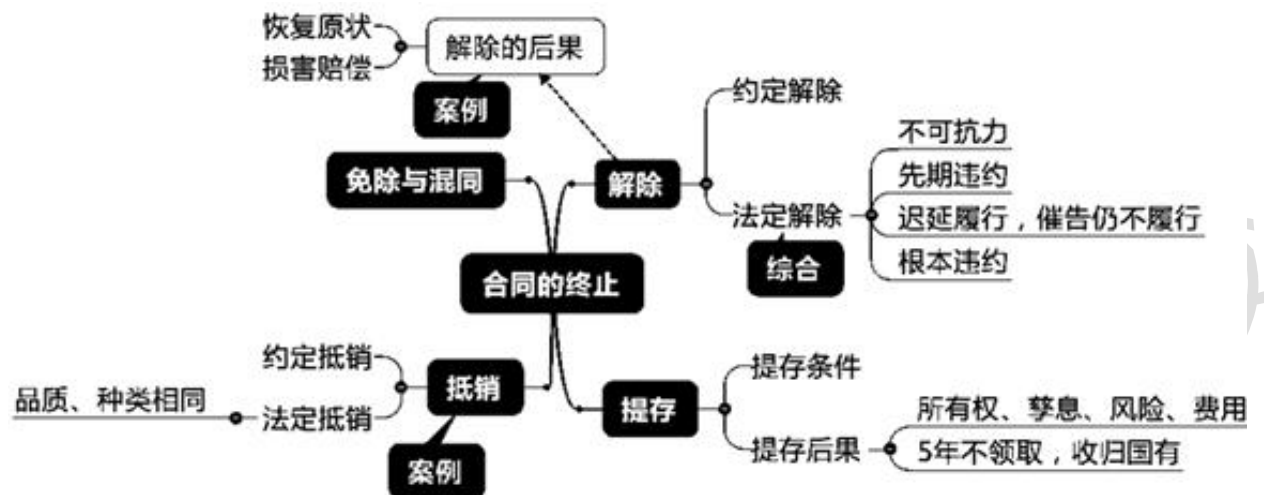 恢复原状
损害赔偿
解除的后果
案例
免除与混同
解除
约定解除
法定解除
综合
不可抗力
先期违约
迟延履行，催告仍不履行
根本违约
合同的终止
约定抵销
法定抵销
品质、种类相同
抵销
案例
提存
提存条件
提存后果
所有权、孳息、风险、费用
5年不领取，收归国有